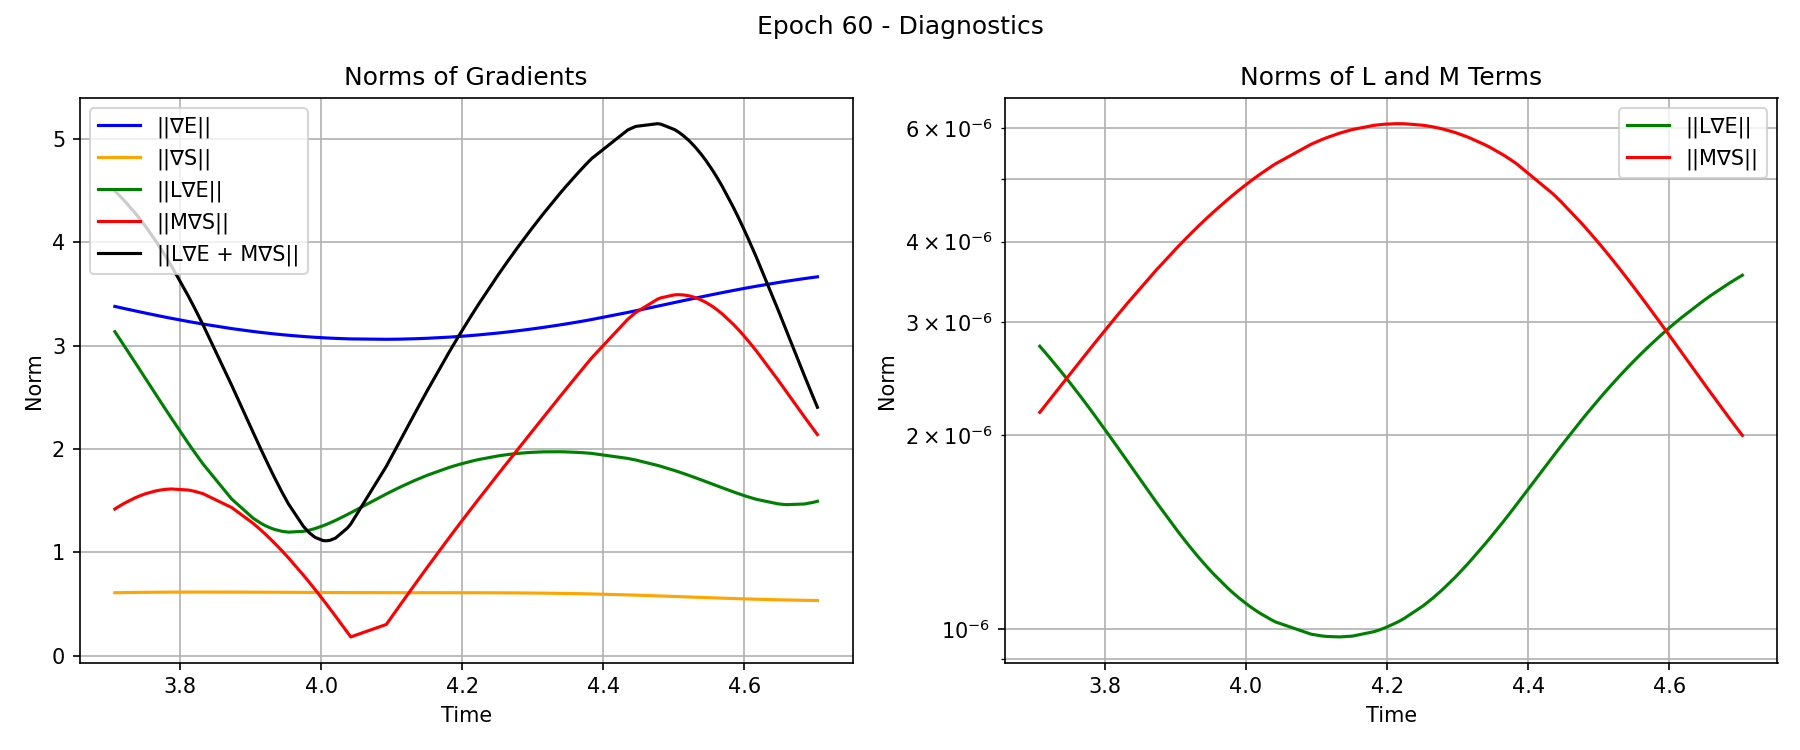 Epoch 60 - Diagnostics
Norms of Gradients
||∇E||
||∇S||
||L∇E||
||M∇S||
||L∇E + M∇S||
5
4
3
2
1
0
Norm
3.8 4.0 4.2 4.4 4.6
Time
Norms of L and M Terms
||L∇E||
||M∇S||
6 × 10⁻⁶
4 × 10⁻⁶
3 × 10⁻⁶
2 × 10⁻⁶
10⁻⁶
Norm
3.8 4.0 4.2 4.4 4.6
Time